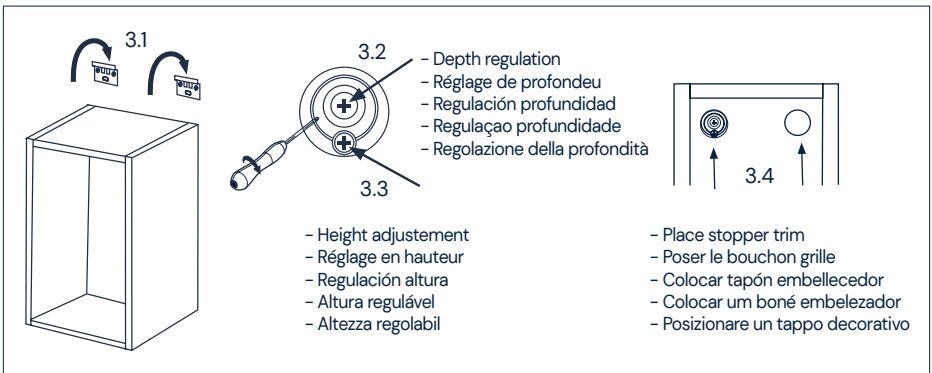 3.1
3.2
- Depth regulation
- Réglage de profondeu
- Regulación profundidad
- Regulaçao profundidade
- Regolazione della profondità
3.3
- Height adjustement
- Réglage en hauteur
- Regulación altura
- Altura regulável
- Altezza regolabil
3.4
- Place stopper trim
- Poser le bouchon grille
- Colocar tapón embellecedor
- Colocar um boné embelezador
- Posizionare un tappo decorativo